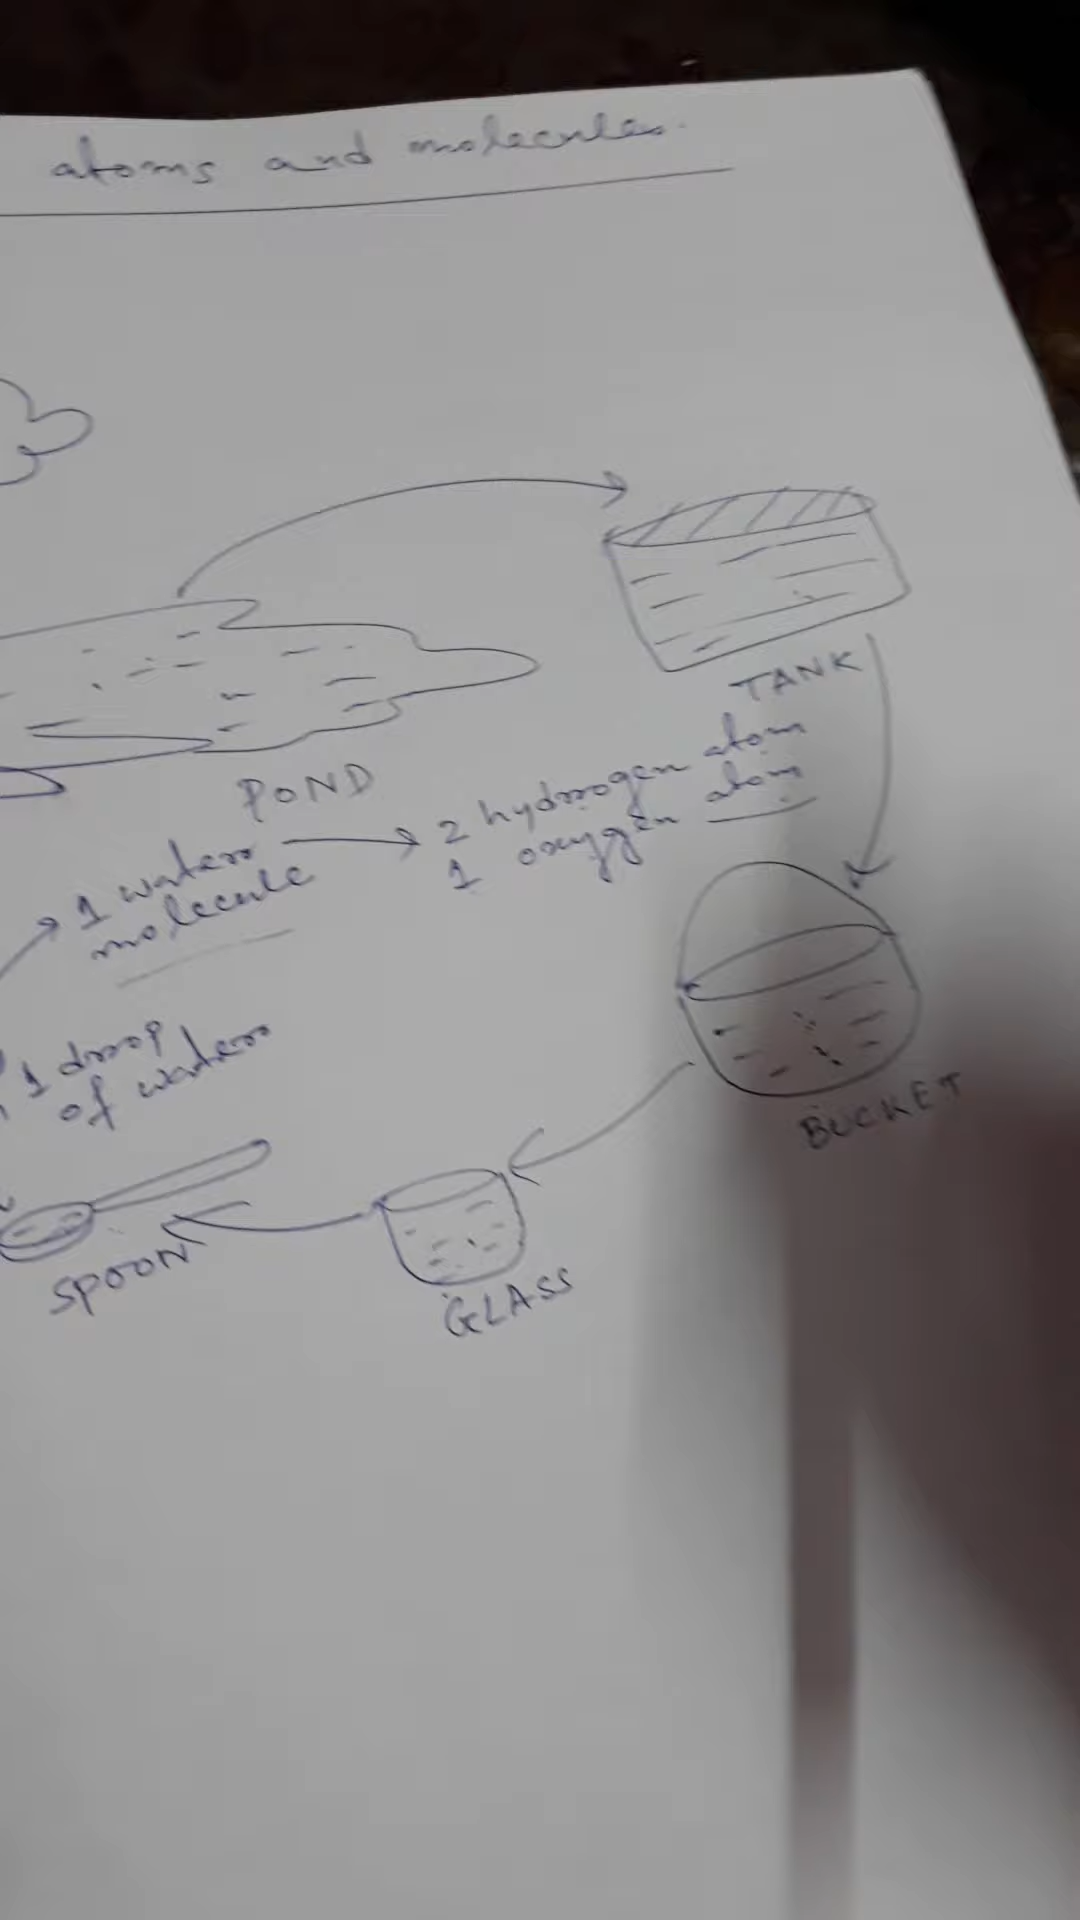 atoms and molecules.
TANK
POND
1 water
molecule
2 hydrogen atom
1 oxygen atom
1 drop
of water
BUCKET
SPOON
GLASS